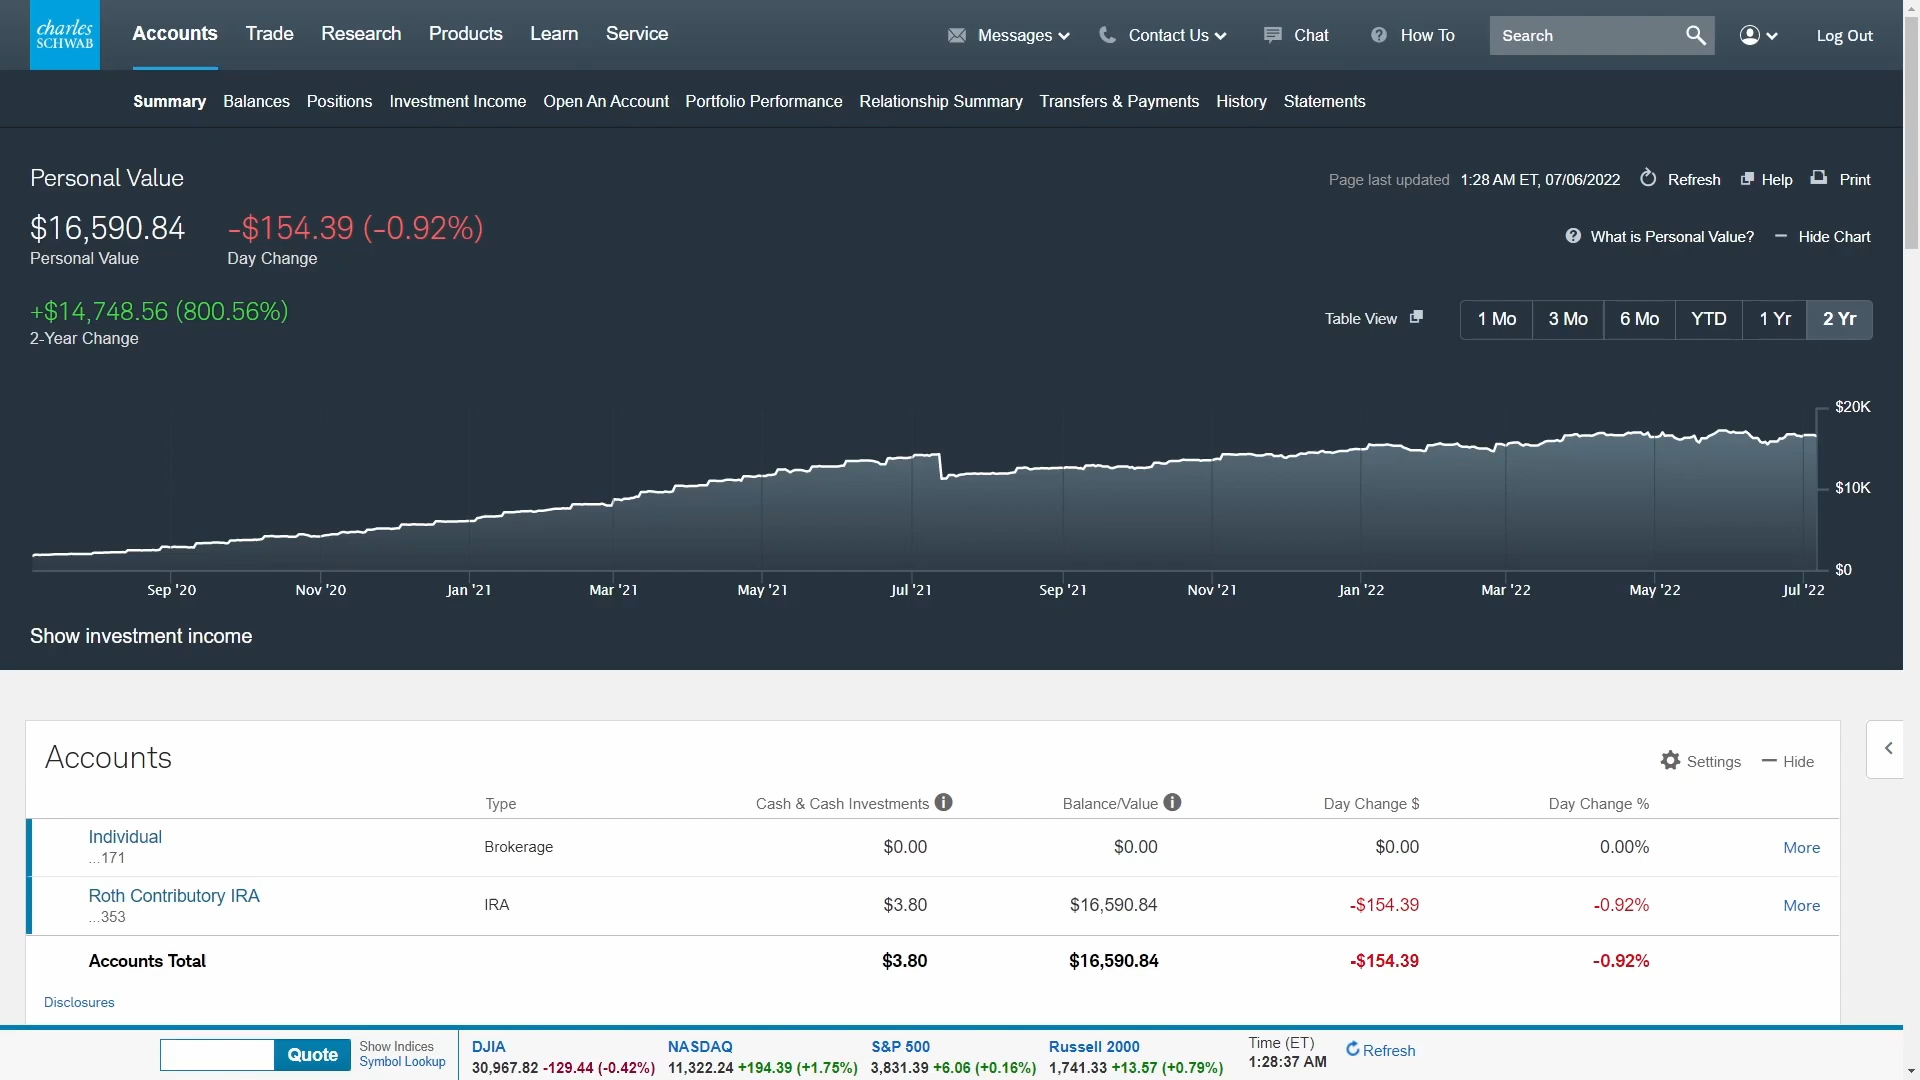 charles
SCHWAB
Accounts Trade Research Products Learn Service
Messages Contact Us Chat How To Search Log Out
Summary Balances Positions Investment Income Open An Account Portfolio Performance Relationship Summary Transfers & Payments History Statements
Personal Value
Page last updated 1:28 AM ET, 07/06/2022 Refresh Help Print
$16,590.84 -$154.39 (-0.92%)
Personal Value Day Change
What is Personal Value? Hide Chart
+$14,748.56 (800.56%)
2-Year Change
Table View 1 Mo 3 Mo 6 Mo YTD 1 Yr 2 Yr
$20K
$10K
$0
Sep '20 Nov '20 Jan '21 Mar '21 May '21 Jul '21 Sep '21 Nov '21 Jan '22 Mar '22 May '22 Jul '22
Show investment income
Accounts
Settings Hide
Type Cash & Cash Investments Balance/Value Day Change $ Day Change %
Individual
...171
Brokerage $0.00 $0.00 $0.00 0.00% More
Roth Contributory IRA
...353
IRA $3.80 $16,590.84 -$154.39 -0.92% More
Accounts Total $3.80 $16,590.84 -$154.39 -0.92%
Disclosures
Quote
Show Indices
Symbol Lookup
DJIA
30,967.82 -129.44 (-0.42%)
NASDAQ
11,322.24 +194.39 (+1.75%)
S&P 500
3,831.39 +6.06 (+0.16%)
Russell 2000
1,741.33 +13.57 (+0.79%)
Time (ET)
1:28:37 AM
Refresh